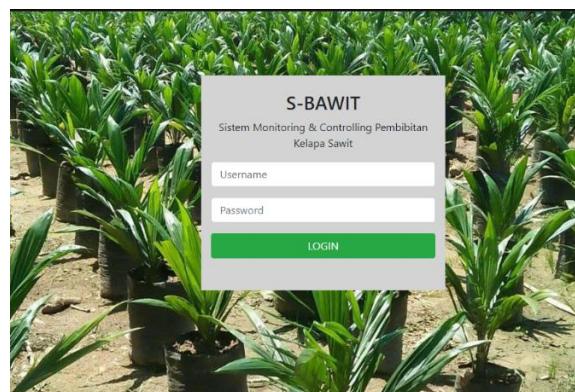 S-BAWIT
Sistem Monitoring & Controlling Pembibitan
Kelapa Sawit
Username
Password
LOGIN